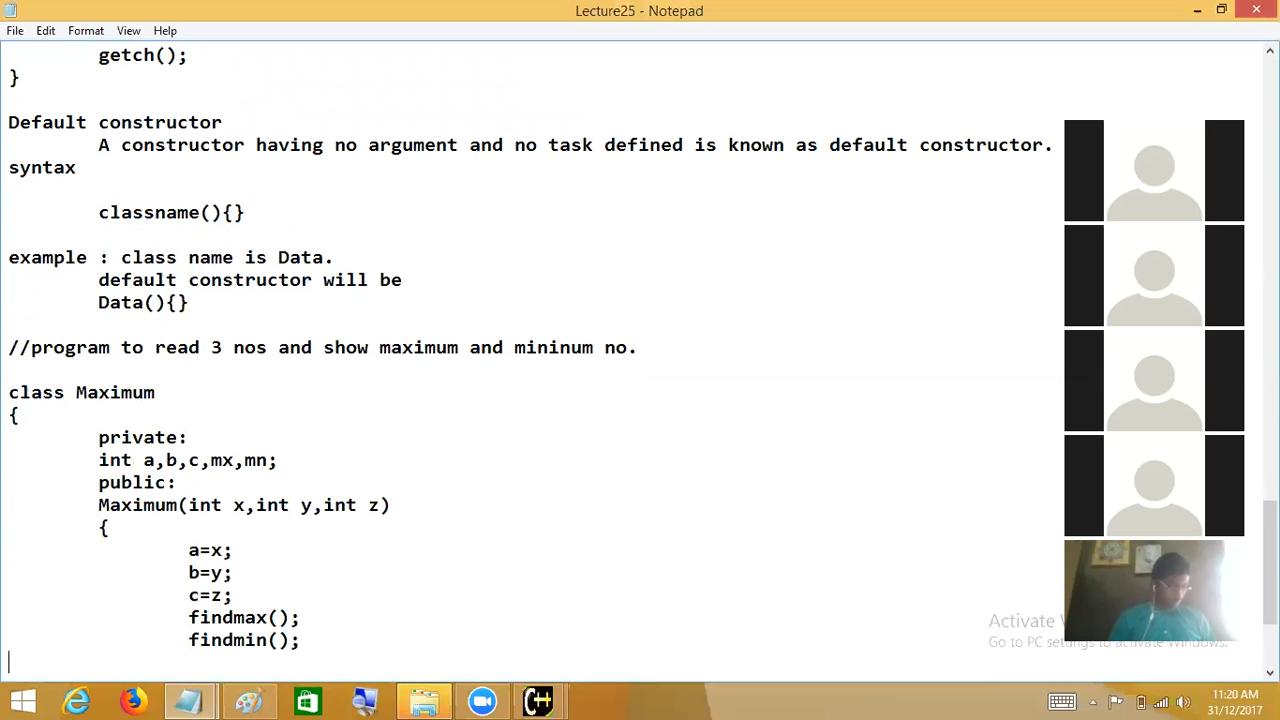 Lecture25 - Notepad
File Edit Format View Help
getch();
}
Default constructor
A constructor having no argument and no task defined is known as default constructor.
syntax
classname(){}
example : class name is Data.
default constructor will be
Data(){}
//program to read 3 nos and show maximum and mininum no.
class Maximum
{
private:
int a,b,c,mx,mn;
public:
Maximum(int x,int y,int z)
{
a=x;
b=y;
c=z;
findmax();
findmin();
Activate
Go to PC settings to activate Windows.
C++
11:20 AM
31/12/2017